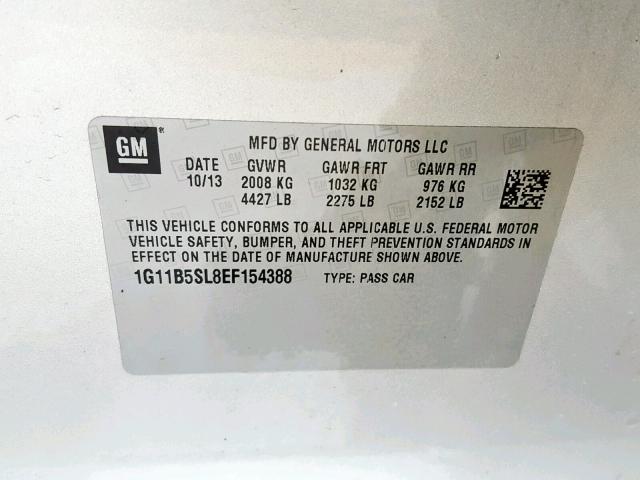 GM ®
MFD BY GENERAL MOTORS LLC
DATE GVWR GAWR FRT GAWR RR
10/13 2008 KG 1032 KG 976 KG
4427 LB 2275 LB 2152 LB
THIS VEHICLE CONFORMS TO ALL APPLICABLE U.S. FEDERAL MOTOR
VEHICLE SAFETY, BUMPER, AND THEFT PREVENTION STANDARDS IN
EFFECT ON THE DATE OF MANUFACTURE SHOWN ABOVE.
1G11B5SL8EF154388 TYPE: PASS CAR